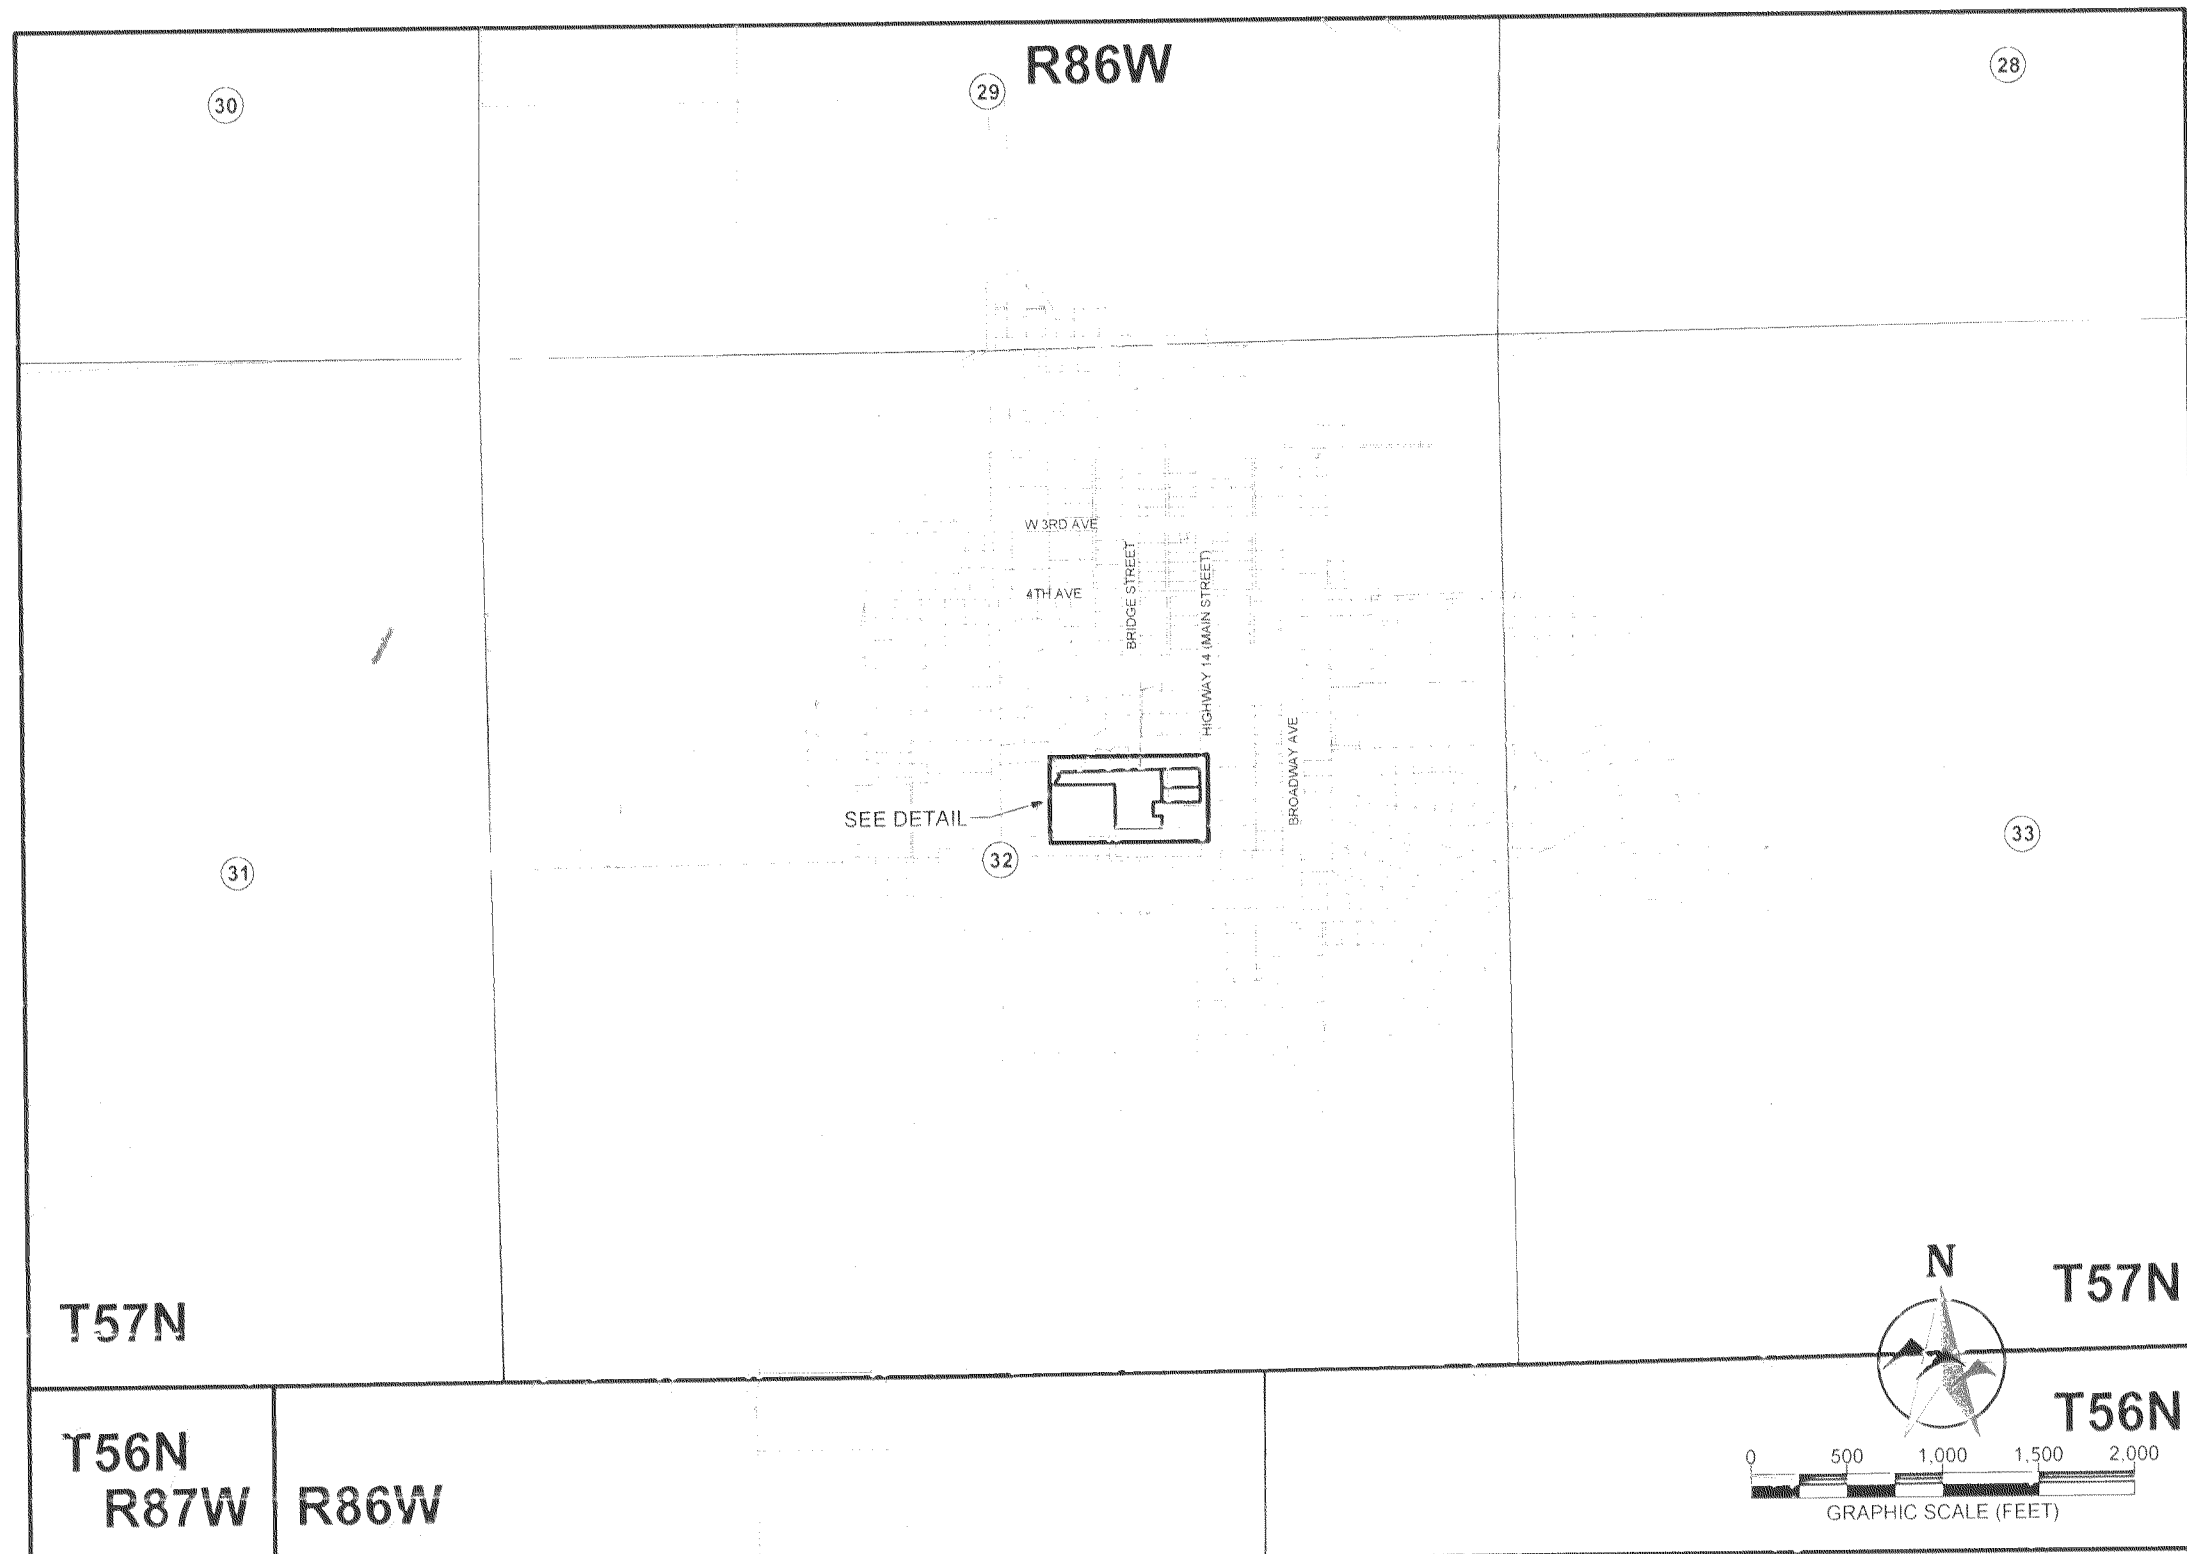 R86W
30
29
28
W 3RD AVE
4TH AVE
BRIDGE STREET
HIGHWAY 14 (MAIN STREET)
BROADWAY AVE
SEE DETAIL
31
32
33
N
T57N
T57N
T56N
T56N
R87W
R86W
0 500 1,000 1,500 2,000
GRAPHIC SCALE (FEET)